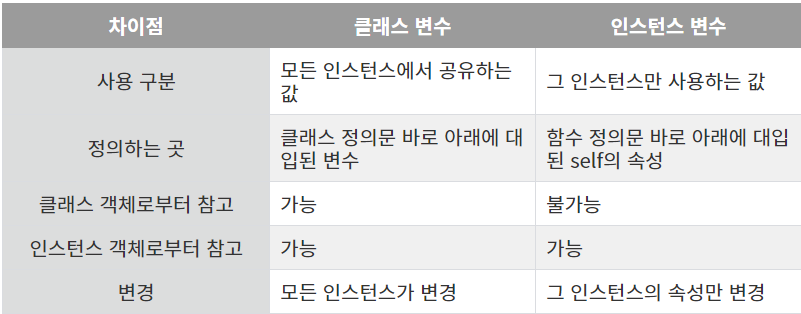 차이점 클래스 변수 인스턴스 변수
사용 구분 모든 인스턴스에서 공유하는 값 그 인스턴스만 사용하는 값
정의하는 곳 클래스 정의문 바로 아래에 대입된 변수 함수 정의문 바로 아래에 대입된 self의 속성
클래스 객체로부터 참고 가능 불가능
인스턴스 객체로부터 참고 가능 가능
변경 모든 인스턴스가 변경 그 인스턴스의 속성만 변경